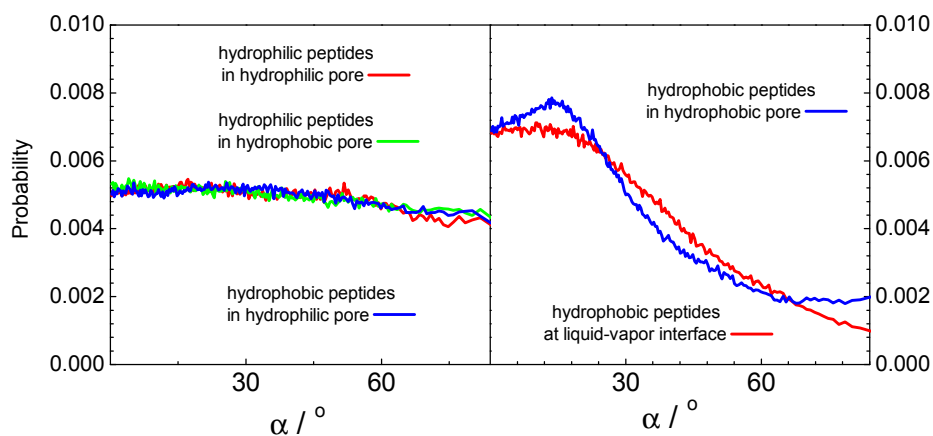 0.010
0.008
0.006
0.004
0.002
0.000
Probability
hydrophilic peptides
in hydrophilic pore
hydrophilic peptides
in hydrophobic pore
hydrophobic peptides
in hydrophilic pore
30
60
α / °
hydrophobic peptides
in hydrophobic pore
hydrophobic peptides
at liquid-vapor interface
30
60
α / °
0.010
0.008
0.006
0.004
0.002
0.000